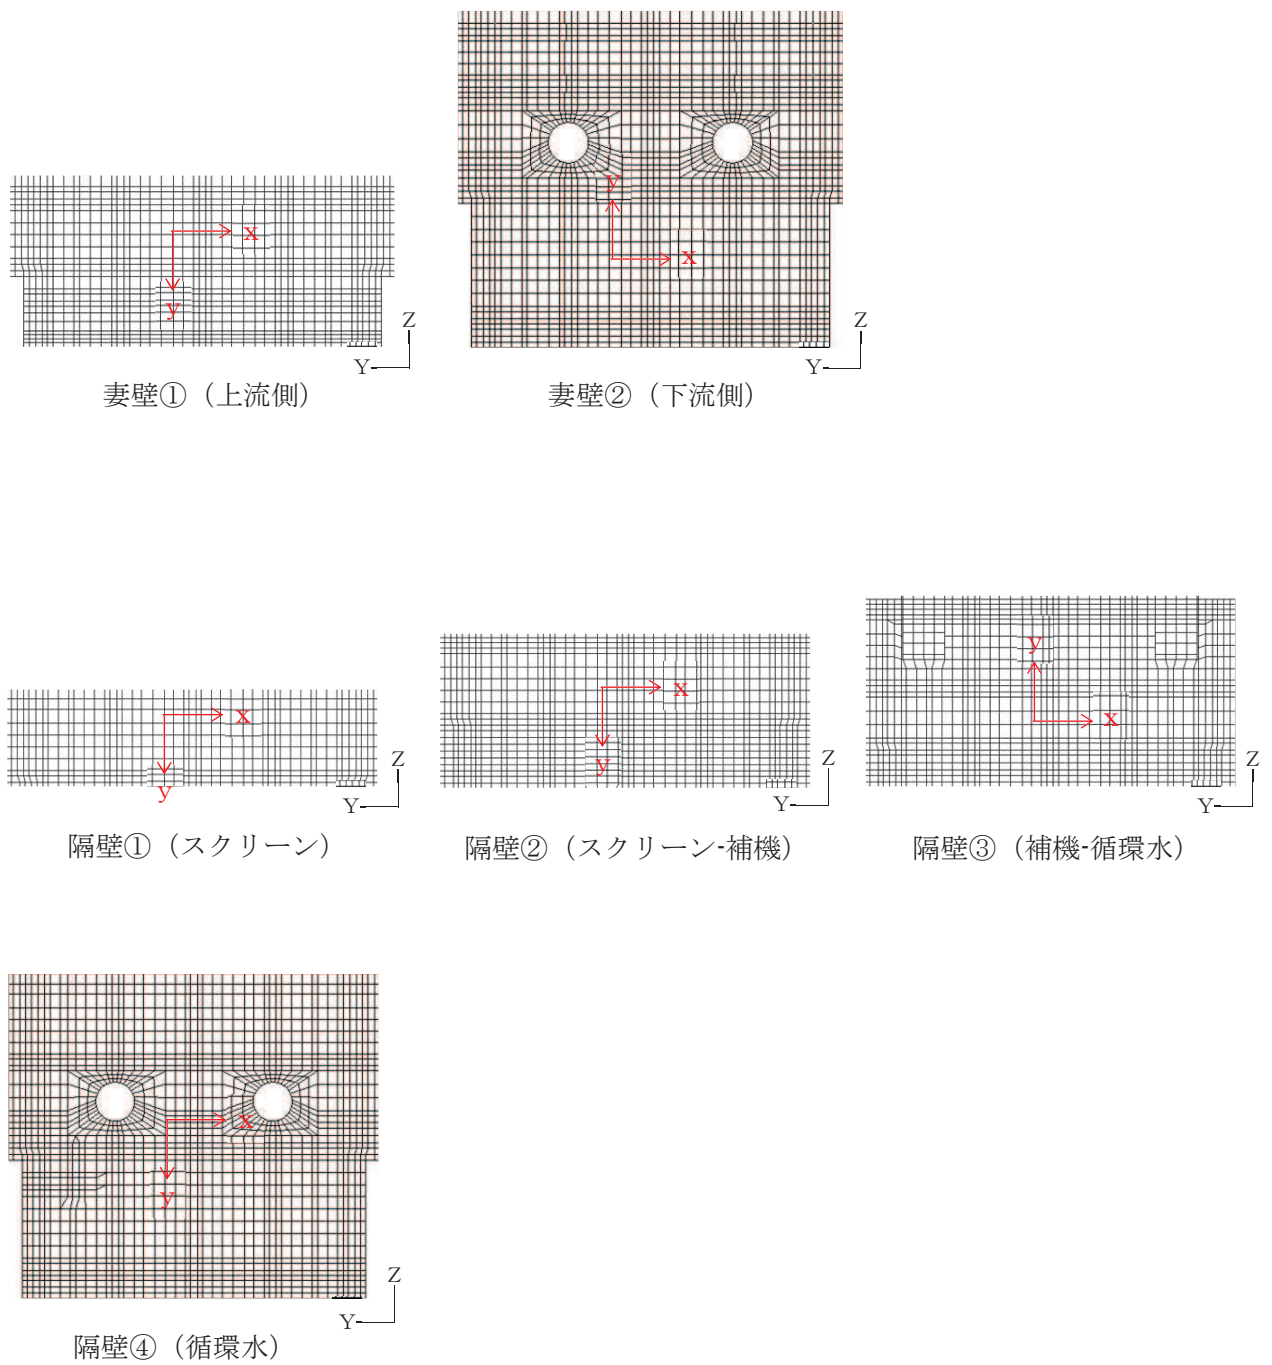 x
y
Z
Y
妻壁①（上流側）
y
x
Z
Y
妻壁②（下流側）
x
y
Z
Y
隔壁①（スクリーン）
x
y
Z
Y
隔壁②（スクリーン-補機）
y
x
Z
Y
隔壁③（補機-循環水）
x
y
Z
Y
隔壁④（循環水）